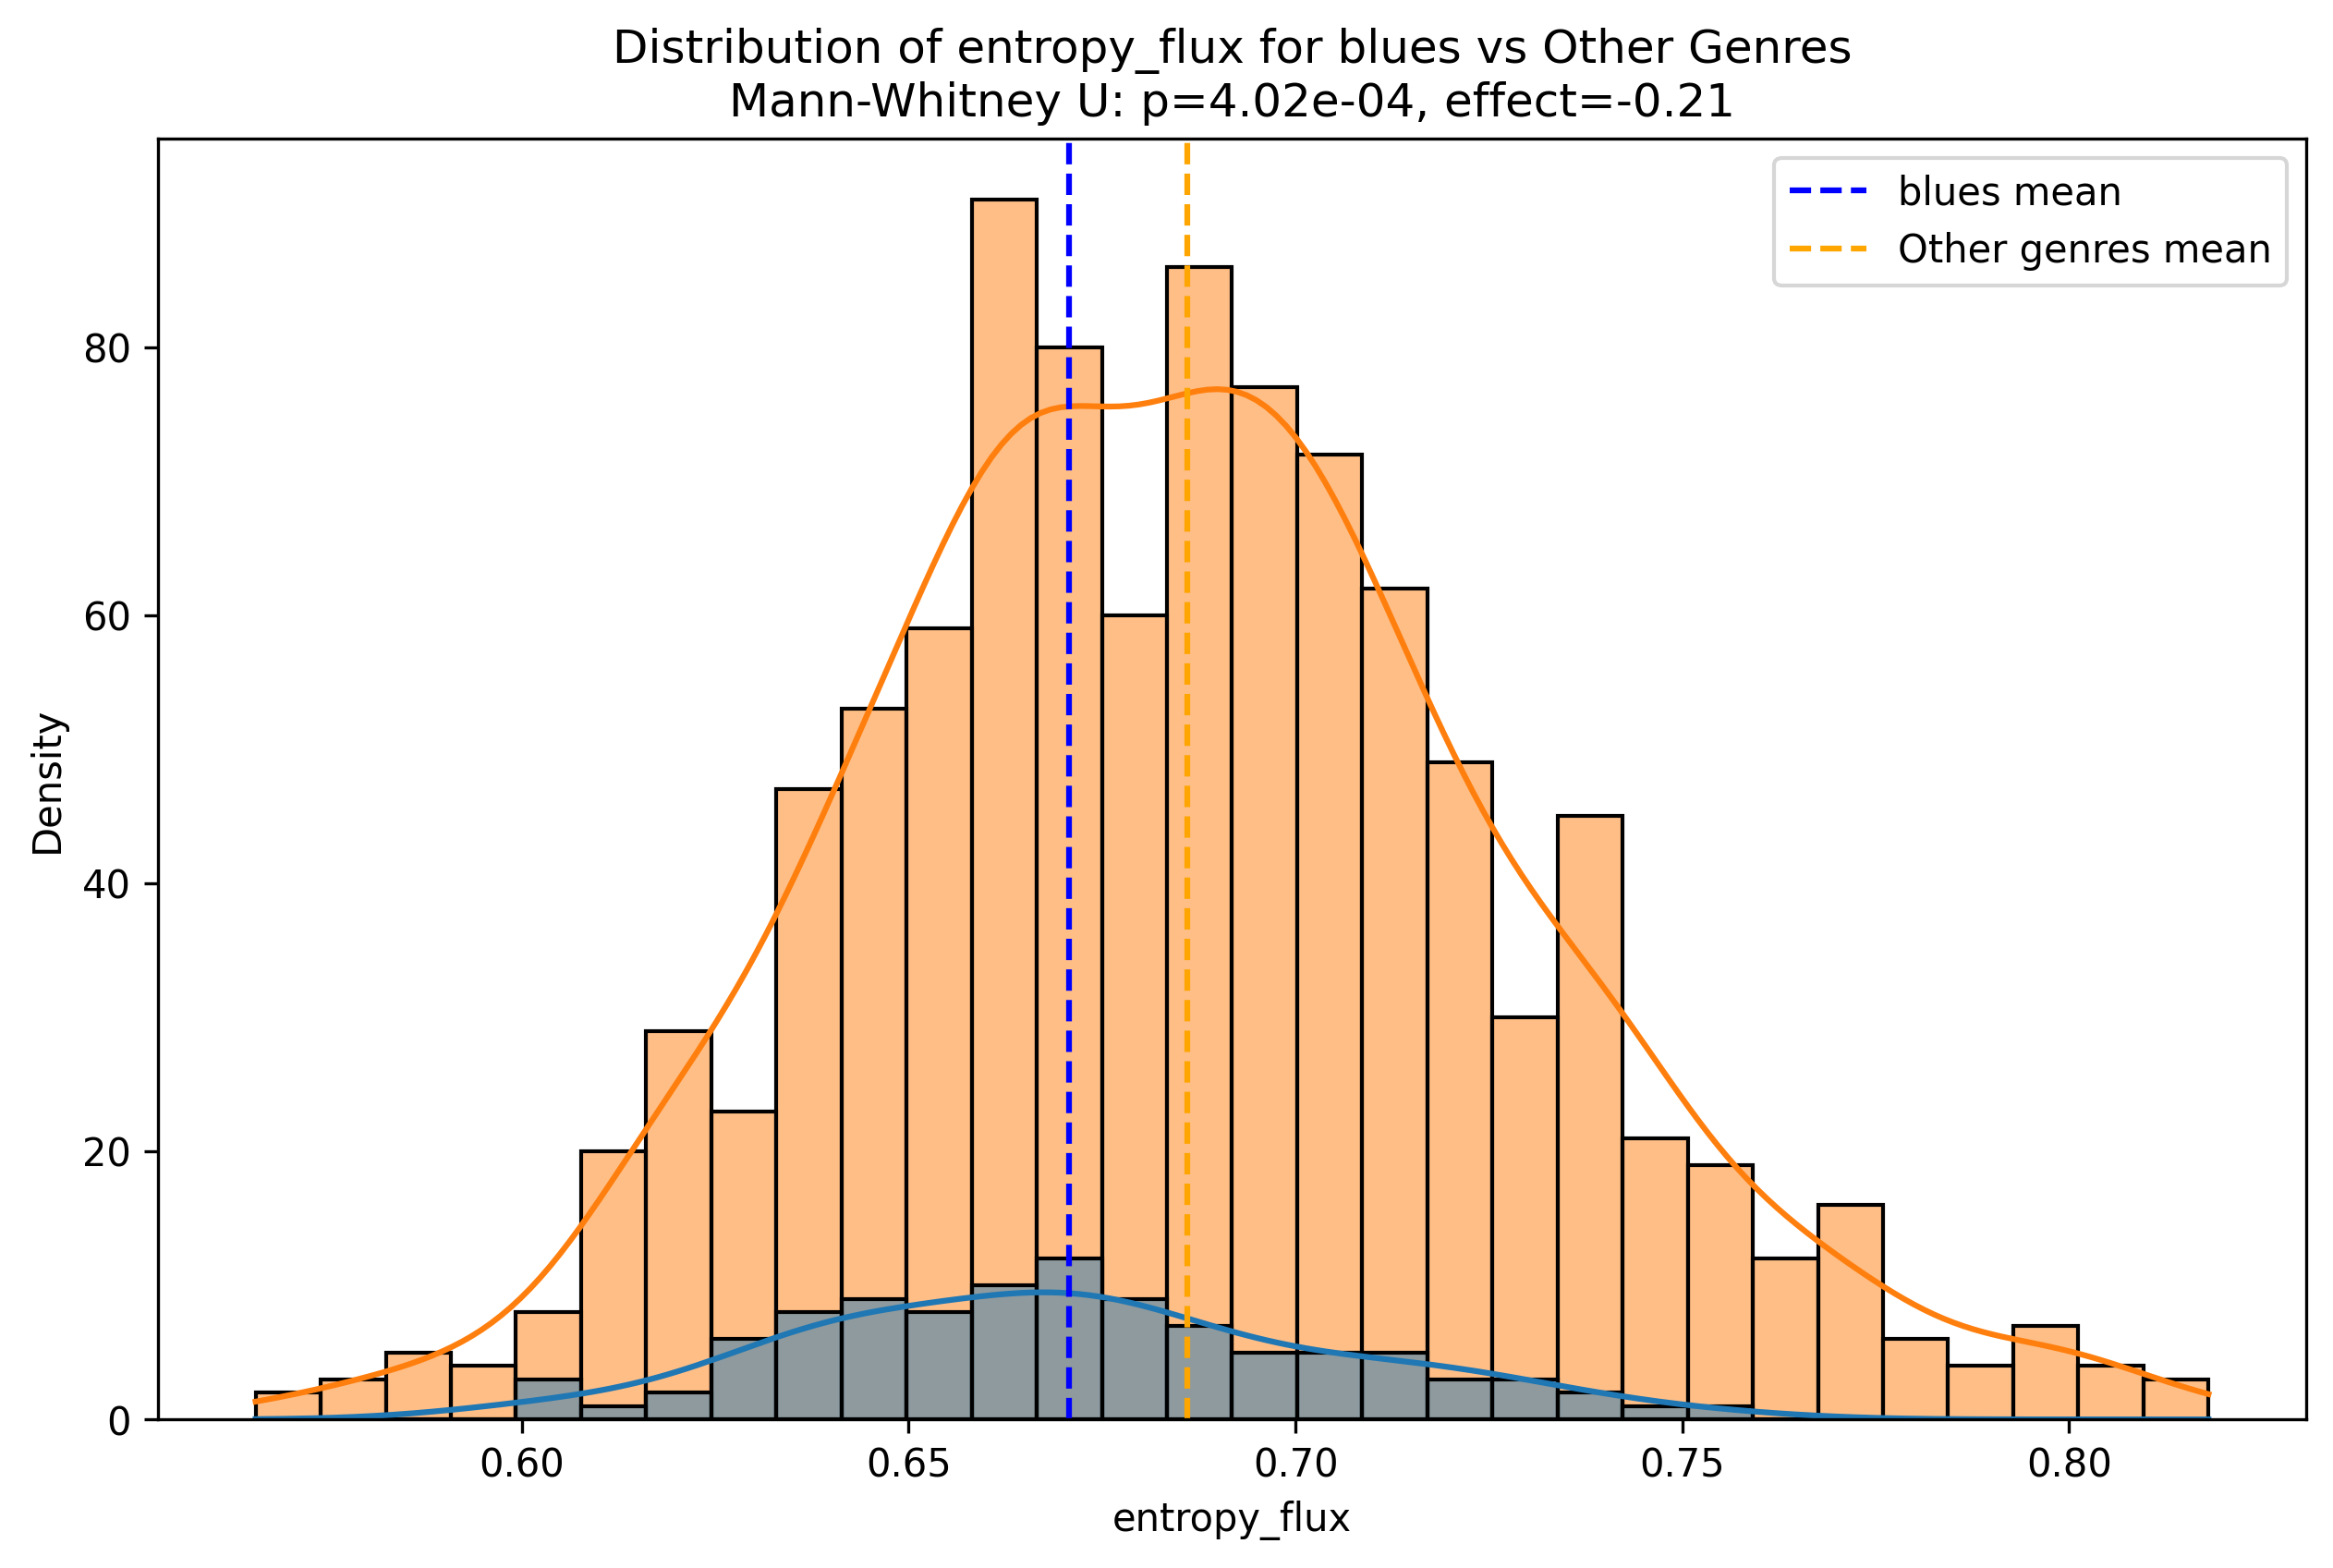 Distribution of entropy_flux for blues vs Other Genres
Mann-Whitney U: p=4.02e-04, effect=-0.21
blues mean
Other genres mean
Density
80
60
40
20
0
0.60
0.65
0.70
0.75
0.80
entropy_flux